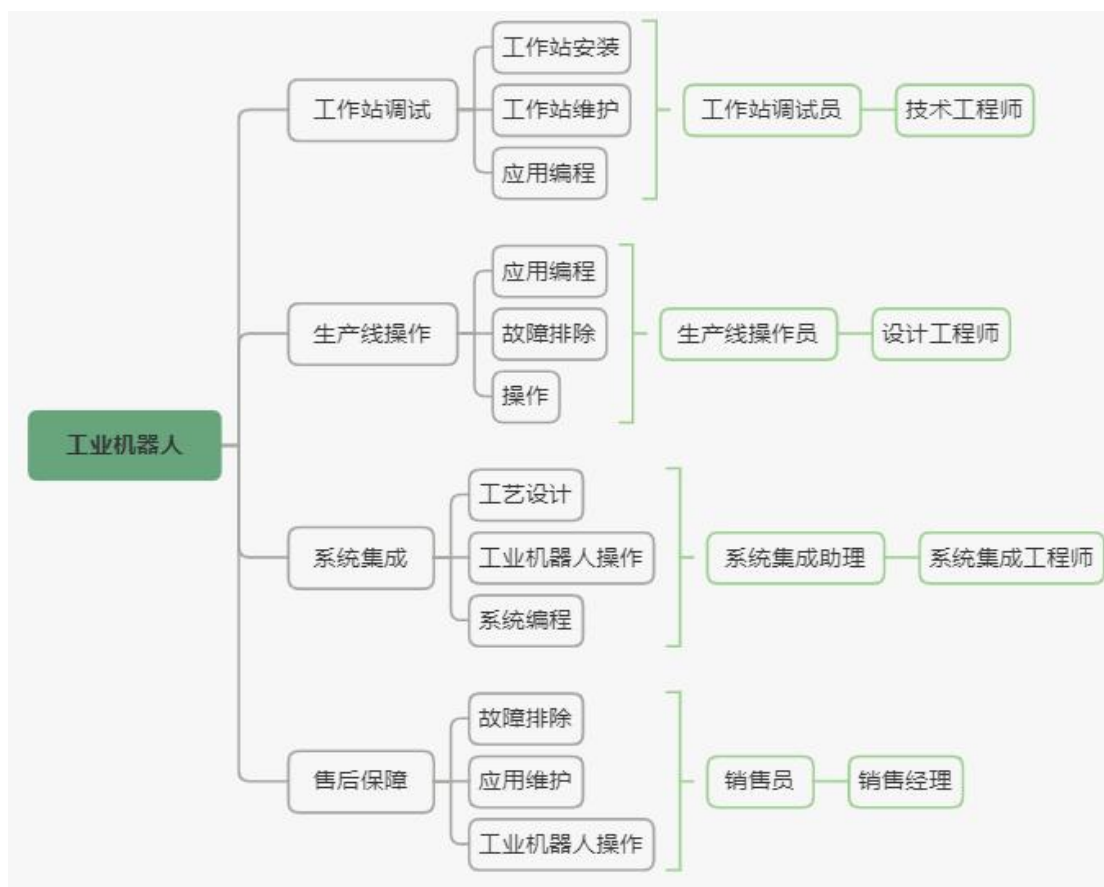 工业机器人
工作站调试
工作站安装
工作站维护
应用编程
工作站调试员
技术工程师
生产线操作
应用编程
故障排除
操作
生产线操作员
设计工程师
系统集成
工艺设计
工业机器人操作
系统编程
系统集成助理
系统集成工程师
售后保障
故障排除
应用维护
工业机器人操作
销售员
销售经理